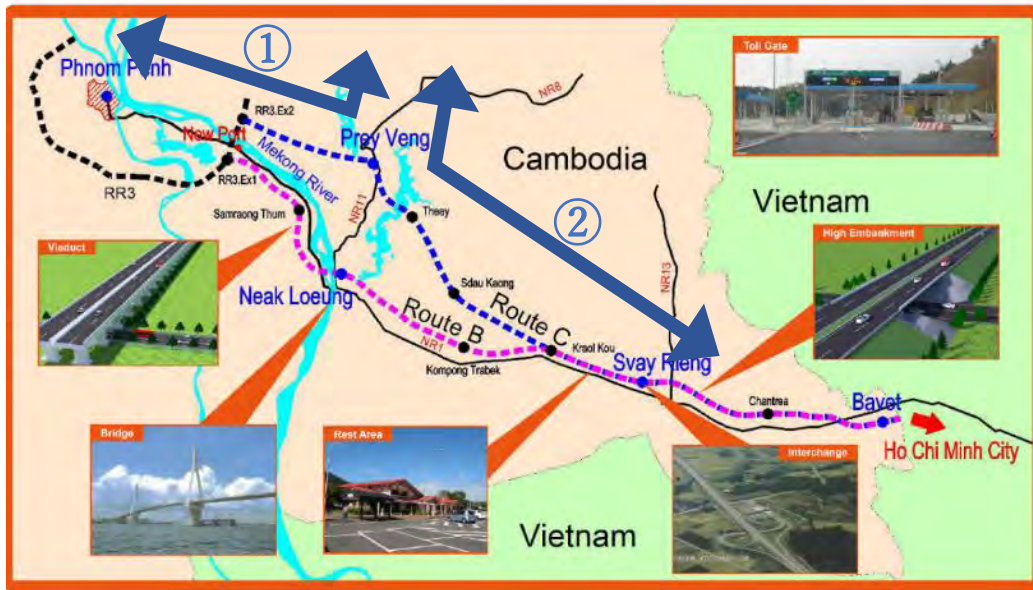 ①
Toll Gate
Phnom Penh
NR8
RR3.Ex2
New Port
Prey Veng
Cambodia
Mekong River
RR3
RR3.Ex1
Vietnam
Samraong Thum
NR11
Theay
②
High Embankment
Viaduct
NR13
Sdau Kaong
Neak Loeung
Route B
Route C
NR1
Kraol Kou
Svay Rieng
Kompong Trabek
Chantrea
Bavet
Bridge
Rest Area
Interchange
Ho Chi Minh City
Vietnam